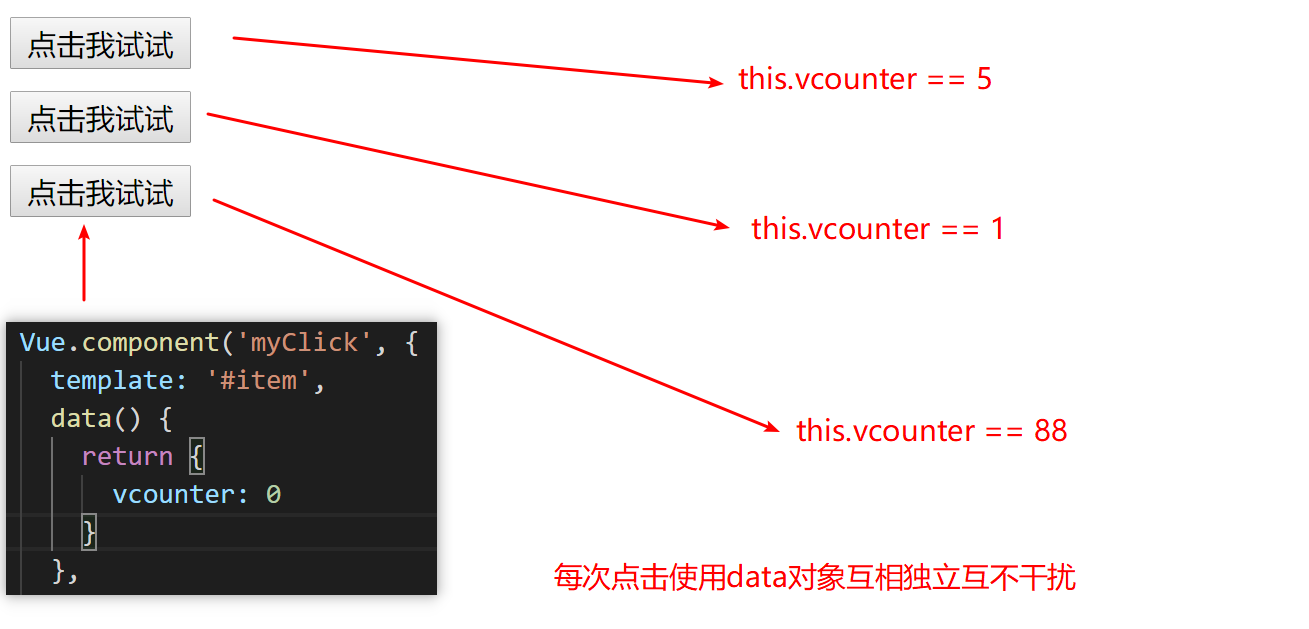 点击我试试
this.vcounter == 5
点击我试试
this.vcounter == 1
点击我试试
this.vcounter == 88
Vue.component('myClick', {
template: '#item',
data() {
return {
vcounter: 0
}
},
每次点击使用data对象互相独立互不干扰